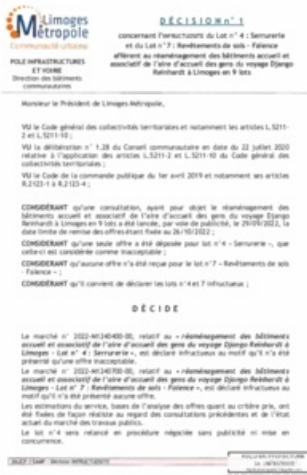 Limoges
Métropole
Communauté urbaine
POLE INFRASTRUCTURES
ET VOIRIE
Direction des bâtiments
communautaires
DÉCISION n° 1
concernant l'INFRUCTUOSITE du Lot n° 4 : Serrurerie
et du Lot n° 7 : Revêtements de sols - Faïence
afférent au réaménagement des bâtiments accueil et
associatif de l'aire d'accueil des gens du voyage Django
Reinhardt à Limoges en 9 lots
Monsieur le Président de Limoges Métropole,
VU le Code général des collectivités territoriales et notamment les articles L.5211-
2 et L.5211-10 ;
VU la délibération n° 1.28 du Conseil communautaire en date du 22 juillet 2020
relative à l'application des articles L.5211-2 et L.5211-10 du Code général des
collectivités territoriales ;
VU le Code de la commande publique du 1er avril 2019 et notamment ses articles
R.2123-1 à R.2123-4 ;
CONSIDÉRANT qu'une consultation, ayant pour objet le réaménagement des
bâtiments accueil et associatif de l'aire d'accueil des gens du voyage Django
Reinhardt à Limoges en 9 lots a été lancée, par voie de publicité, le 29/09/2022, la
date limite de remise des offres étant fixée au 26/10/2022 ;
CONSIDÉRANT qu'une seule offre a été déposée pour lot n°4 - Serrurerie -, que
celle-ci est considérée comme inacceptable ;
CONSIDÉRANT qu'aucune offre n'a été reçue pour le lot n°7 - Revêtements de sols
- Faïence - ;
CONSIDÉRANT qu'il convient de déclarer les lots n°4 et 7 infructueux ;
DÉCIDE
Le marché n° 2022-M1240400-00, relatif au « réaménagement des bâtiments
accueil et associatif de l'aire d'accueil des gens du voyage Django Reinhardt à
Limoges - Lot n° 4 : Serrurerie », est déclaré infructueux au motif qu'il n'a été
présenté qu'une offre inacceptable.
Le marché n° 2022-M1240700-00, relatif au « réaménagement des bâtiments
accueil et associatif de l'aire d'accueil des gens du voyage Django Reinhardt à
Limoges - Lot n° 7 : Revêtements de sols - Faïence », est déclaré infructueux au
motif qu'il n'a été présenté aucune offre.
Les estimations du service, bases de l'analyse des offres quant au critère prix, ont
été fixées de façon réaliste au regard des consultations précédentes et de l'état
actuel du marché des travaux publics.
Le lot n°4 sera relancé en procédure négociée sans publicité ni mise en
concurrence.